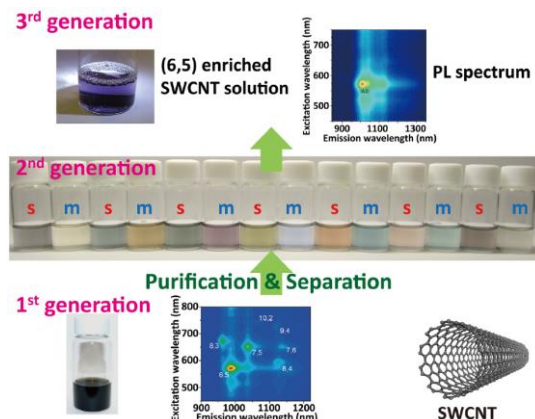 3rd generation
(6,5) enriched
SWCNT solution
PL spectrum
Excitation wavelength (nm)
700
600
500
900 1100 1300
Emission wavelength (nm)
2nd generation
s m s m s m s m s m s m s m
Purification & Separation
1st generation
Excitation wavelength (nm)
800
700
600
500
10,2
9,4
8,3
7,5
7,6
6,5
8,4
900 1000 1100 1200
Emission wavelength (nm)
SWCNT